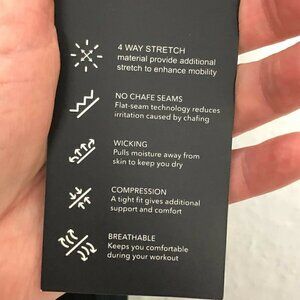 4 WAY STRETCH
material provide additional
stretch to enhance mobility
NO CHAFE SEAMS
Flat-seam technology reduces
irritation caused by chafing
WICKING
Pulls moisture away from
skin to keep you dry
COMPRESSION
A tight fit gives additional
support and comfort
BREATHABLE
Keeps you comfortable
during your workout